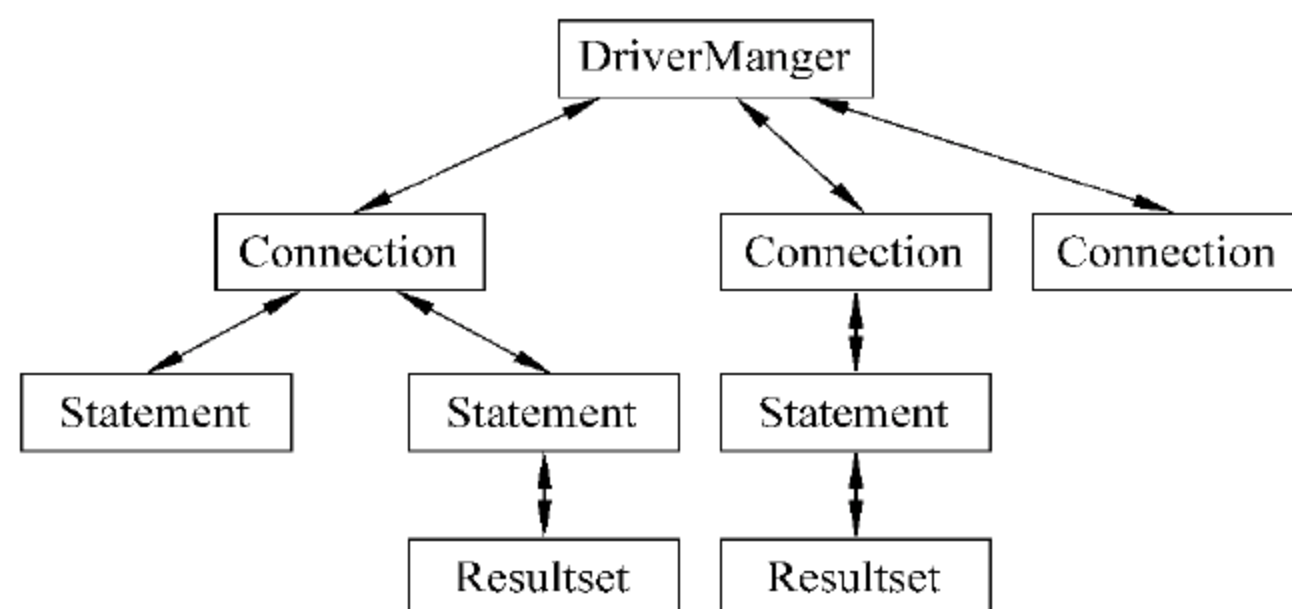 DriverManger
Connection
Connection
Connection
Statement
Statement
Statement
Resultset
Resultset